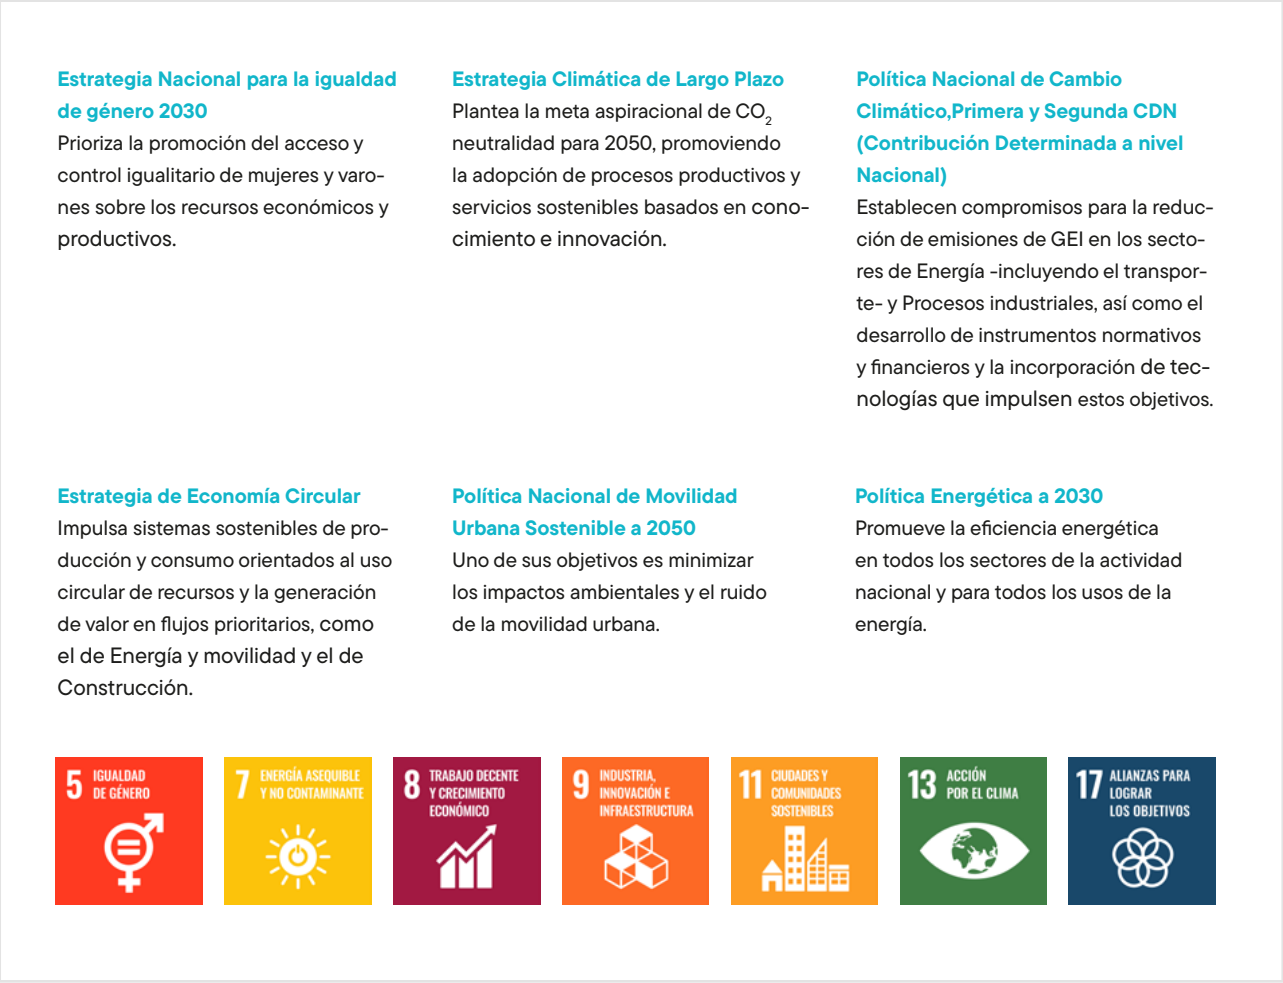 Estrategia Nacional para la igualdad
de género 2030
Prioriza la promoción del acceso y
control igualitario de mujeres y varo-
nes sobre los recursos económicos y
productivos.
Estrategia Climática de Largo Plazo
Plantea la meta aspiracional de CO₂
neutralidad para 2050, promoviendo
la adopción de procesos productivos y
servicios sostenibles basados en cono-
cimiento e innovación.
Política Nacional de Cambio
Climático,Primera y Segunda CDN
(Contribución Determinada a nivel
Nacional)
Establecen compromisos para la reduc-
ción de emisiones de GEI en los secto-
res de Energía -incluyendo el transpor-
te- y Procesos industriales, así como el
desarrollo de instrumentos normativos
y financieros y la incorporación de tec-
nologías que impulsen estos objetivos.
Estrategia de Economía Circular
Impulsa sistemas sostenibles de pro-
ducción y consumo orientados al uso
circular de recursos y la generación
de valor en flujos prioritarios, como
el de Energía y movilidad y el de
Construcción.
Política Nacional de Movilidad
Urbana Sostenible a 2050
Uno de sus objetivos es minimizar
los impactos ambientales y el ruido
de la movilidad urbana.
Política Energética a 2030
Promueve la eficiencia energética
en todos los sectores de la actividad
nacional y para todos los usos de la
energía.
5 IGUALDAD
DE GÉNERO
7 ENERGÍA ASEQUIBLE
Y NO CONTAMINANTE
8 TRABAJO DECENTE
Y CRECIMIENTO
ECONÓMICO
9 INDUSTRIA,
INNOVACIÓN E
INFRAESTRUCTURA
11 CIUDADES Y
COMUNIDADES
SOSTENIBLES
13 ACCIÓN
POR EL CLIMA
17 ALIANZAS PARA
LOGRAR
LOS OBJETIVOS